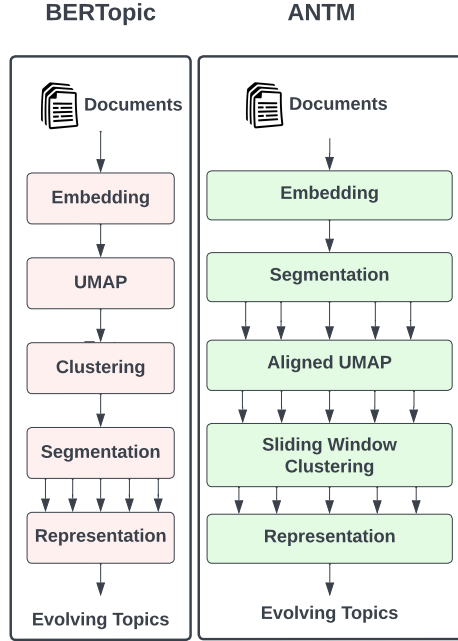 BERTopic
Documents
Embedding
UMAP
Clustering
Segmentation
Representation
Evolving Topics
ANTM
Documents
Embedding
Segmentation
Aligned UMAP
Sliding Window
Clustering
Representation
Evolving Topics